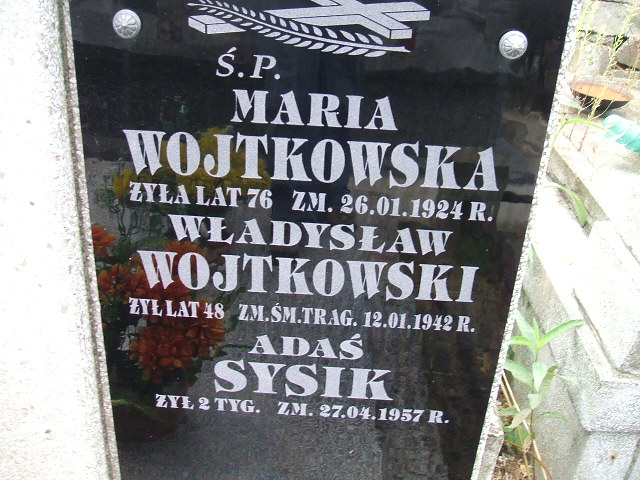 Ś.P.
MARIA
WOJTKOWSKA
ŻYŁA LAT 76 ZM. 26.01.1924 R.
WŁADYSŁAW
WOJTKOWSKI
ŻYŁ LAT 48 ZM.ŚM.TRAG. 12.01.1942 R.
ADAŚ
SYSIK
ŻYŁ 2 TYG. ZM. 27.04.1957 R.